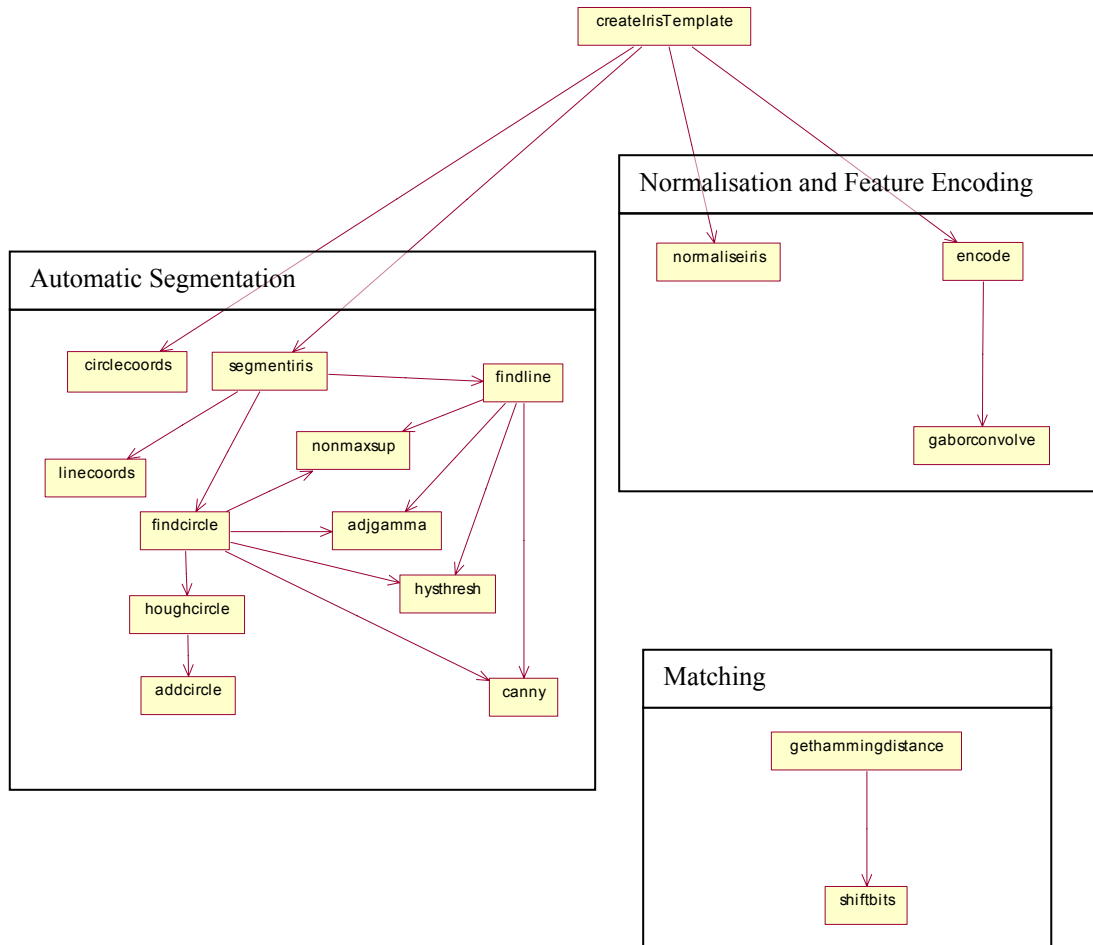 createIrisTemplate
Normalisation and Feature Encoding
normaliseiris
encode
gaborconvolve
Automatic Segmentation
circlecoords
segmentiris
findline
nonmaxsup
linecoords
findcircle
adjgamma
hysthresh
houghcircle
addcircle
canny
Matching
gethammingdistance
shiftbits